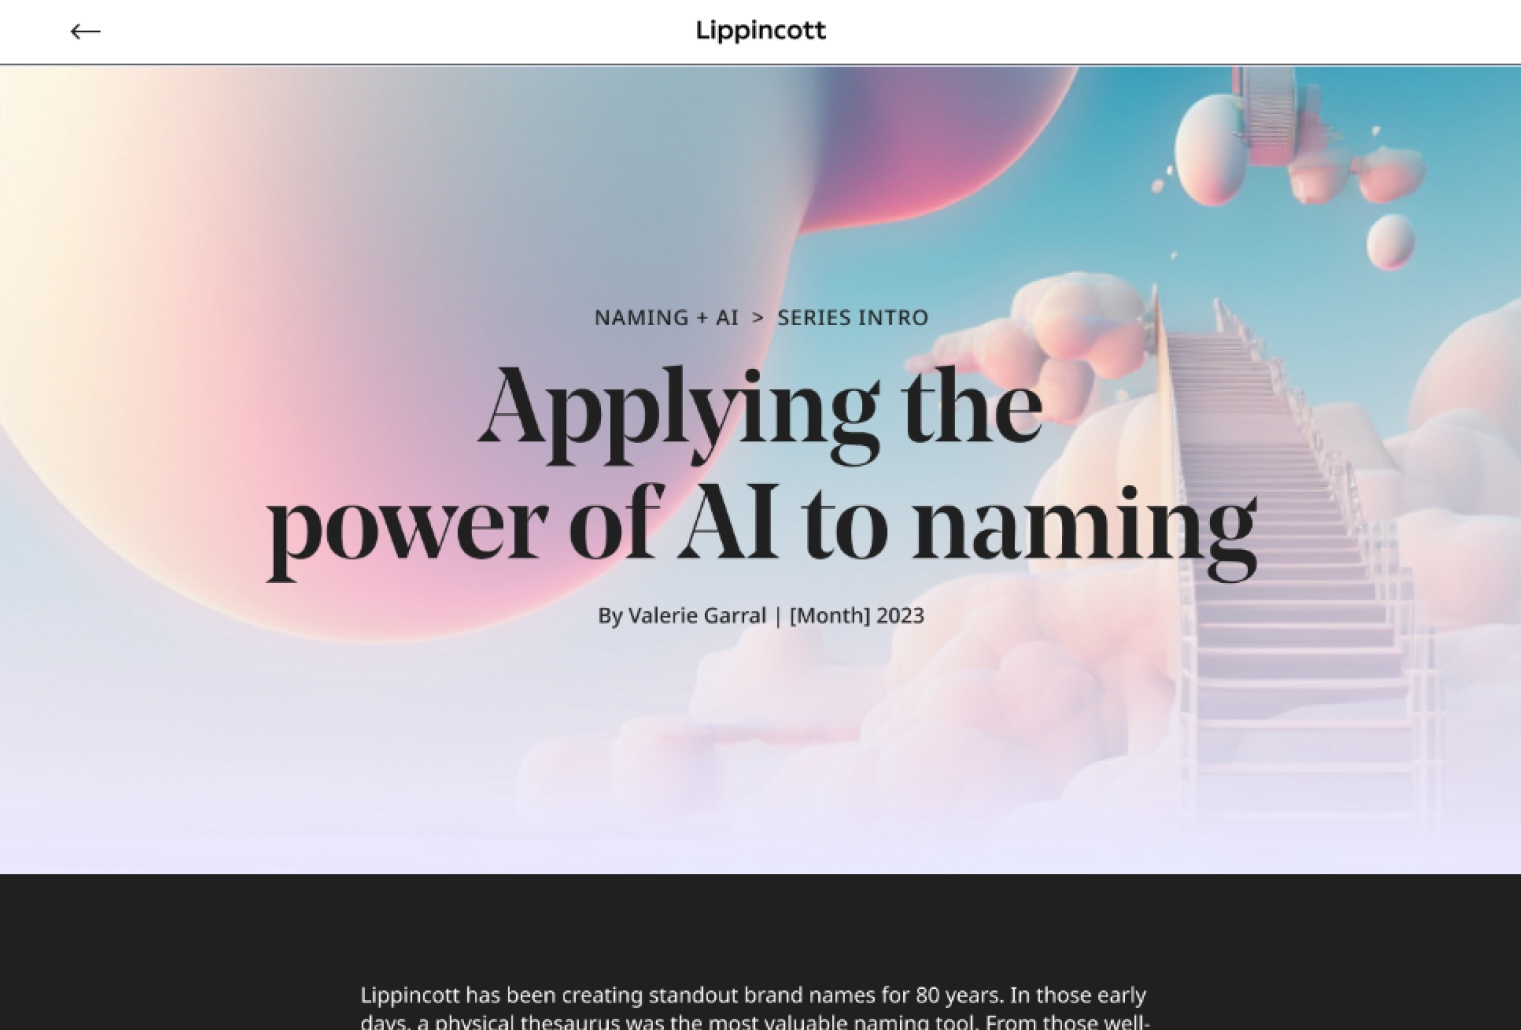 Lippincott
NAMING + AI > SERIES INTRO
Applying the
power of AI to naming
By Valerie Garral | [Month] 2023
Lippincott has been creating standout brand names for 80 years. In those early
days, a physical thesaurus was the most valuable naming tool. From those well-